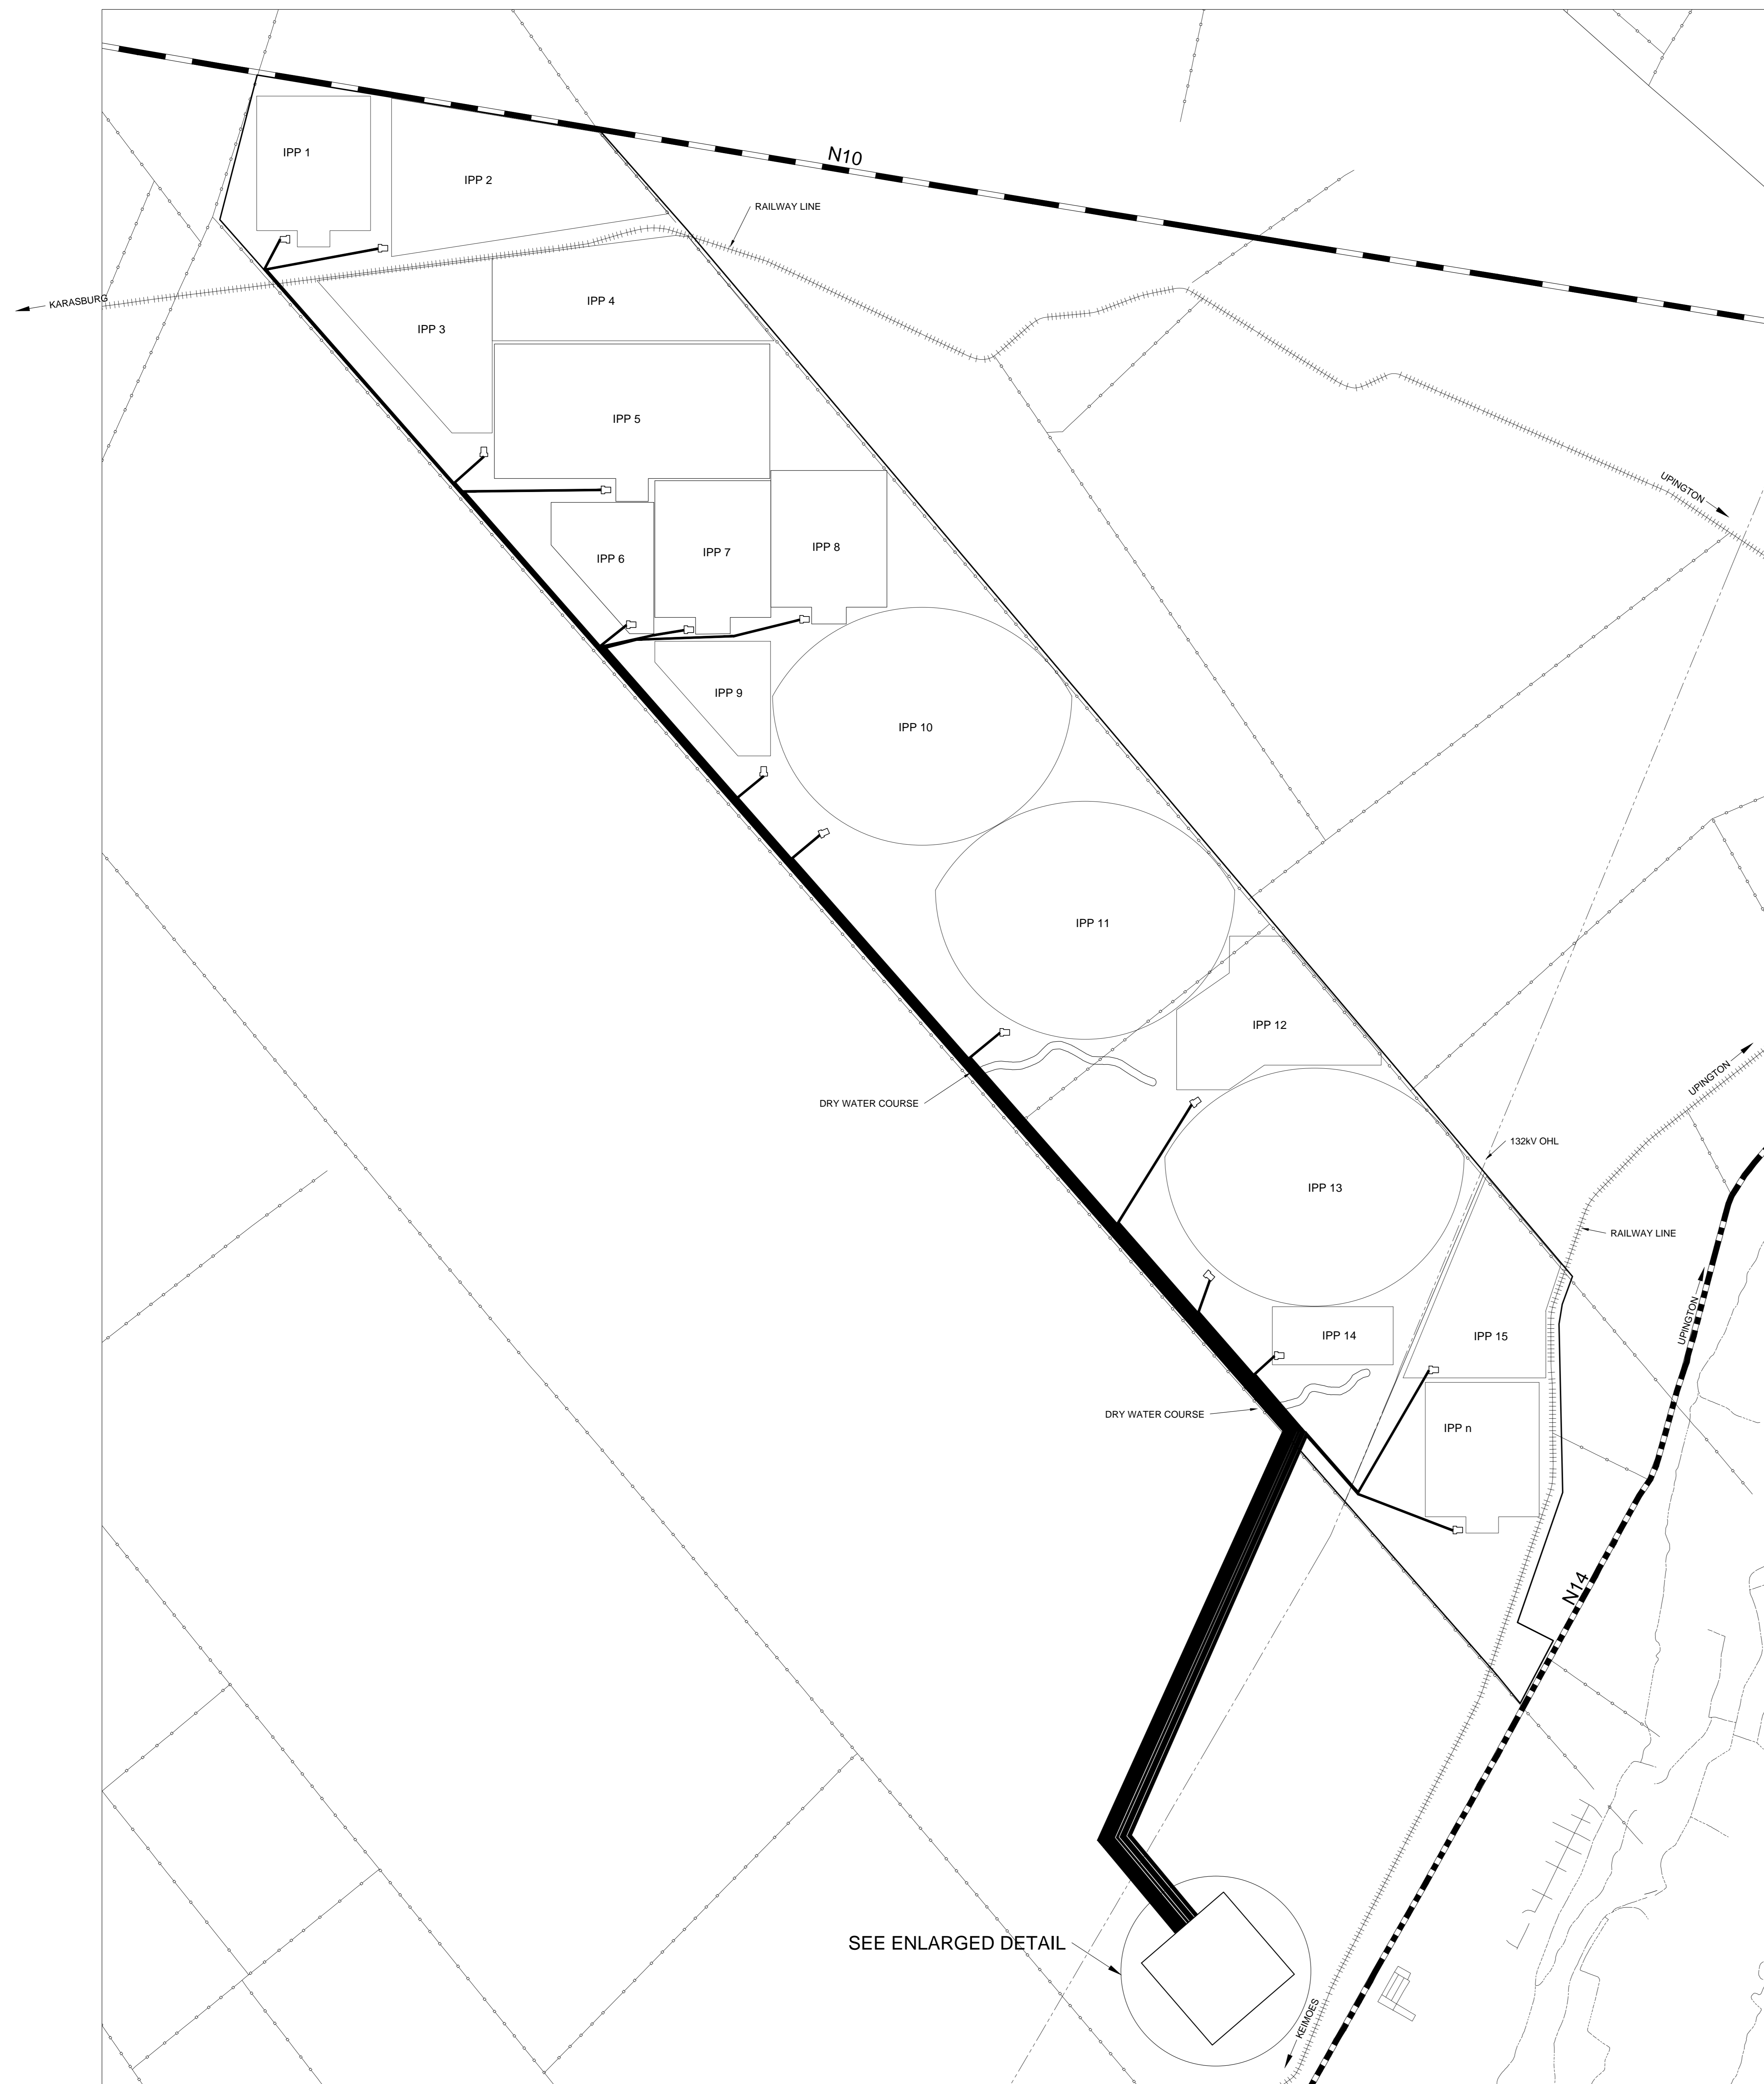 N10
IPP 1
IPP 2
RAILWAY LINE
KARASBURG
IPP 3
IPP 4
IPP 5
UPINGTON
IPP 6
IPP 7
IPP 8
IPP 9
IPP 10
IPP 11
IPP 12
UPINGTON
DRY WATER COURSE
132kV OHL
IPP 13
RAILWAY LINE
UPINGTON
IPP 14
IPP 15
DRY WATER COURSE
IPP n
N14
SEE ENLARGED DETAIL
KEIMOES